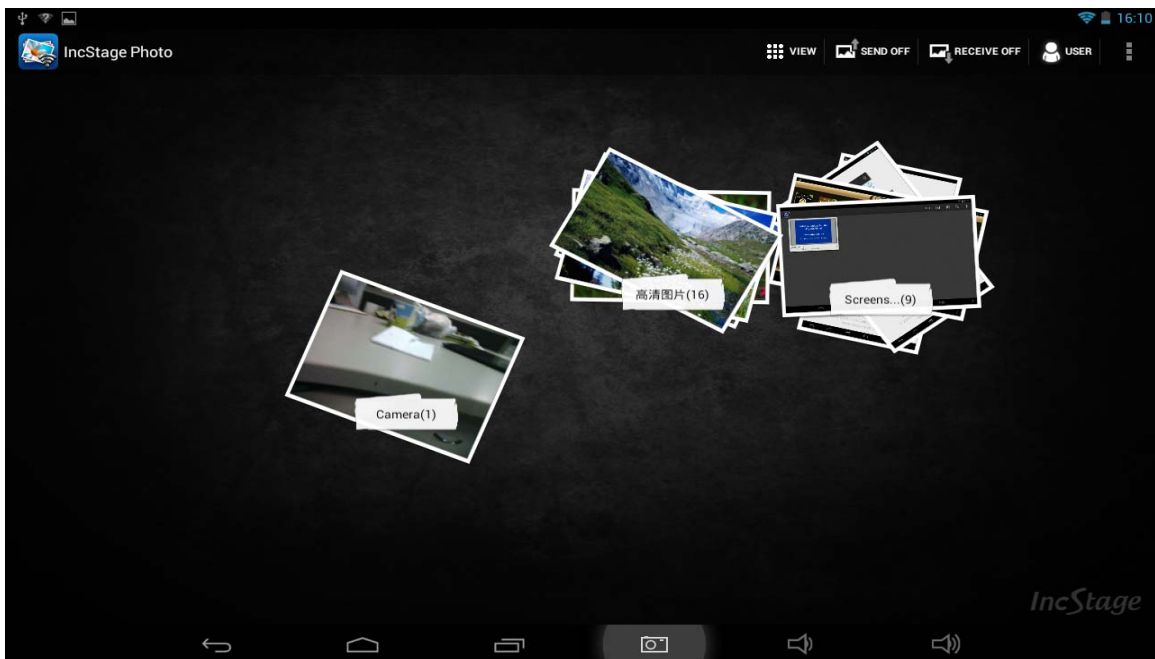 16:10
IncStage Photo
VIEW
SEND OFF
RECEIVE OFF
USER
高清图片(16)
Screens...(9)
Camera(1)
IncStage